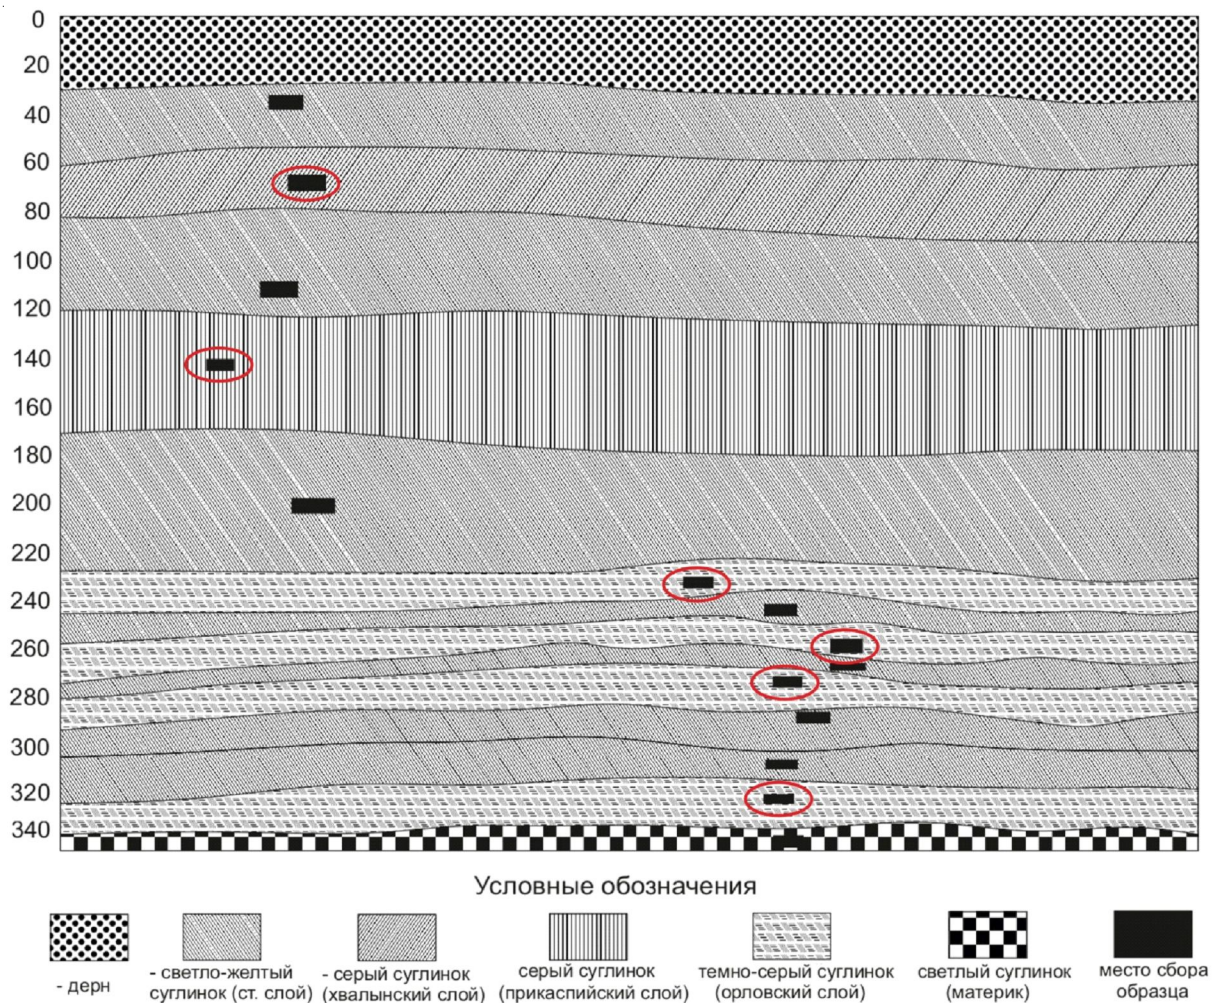 0
20
40
60
80
100
120
140
160
180
200
220
240
260
280
300
320
340
Условные обозначения
- дерн
- светло-желтый
суглинок (ст. слой)
- серый суглинок
(хвалынский слой)
серый суглинок
(прикаспийский слой)
темно-серый суглинок
(орловский слой)
светлый суглинок
(материк)
место сбора
образца